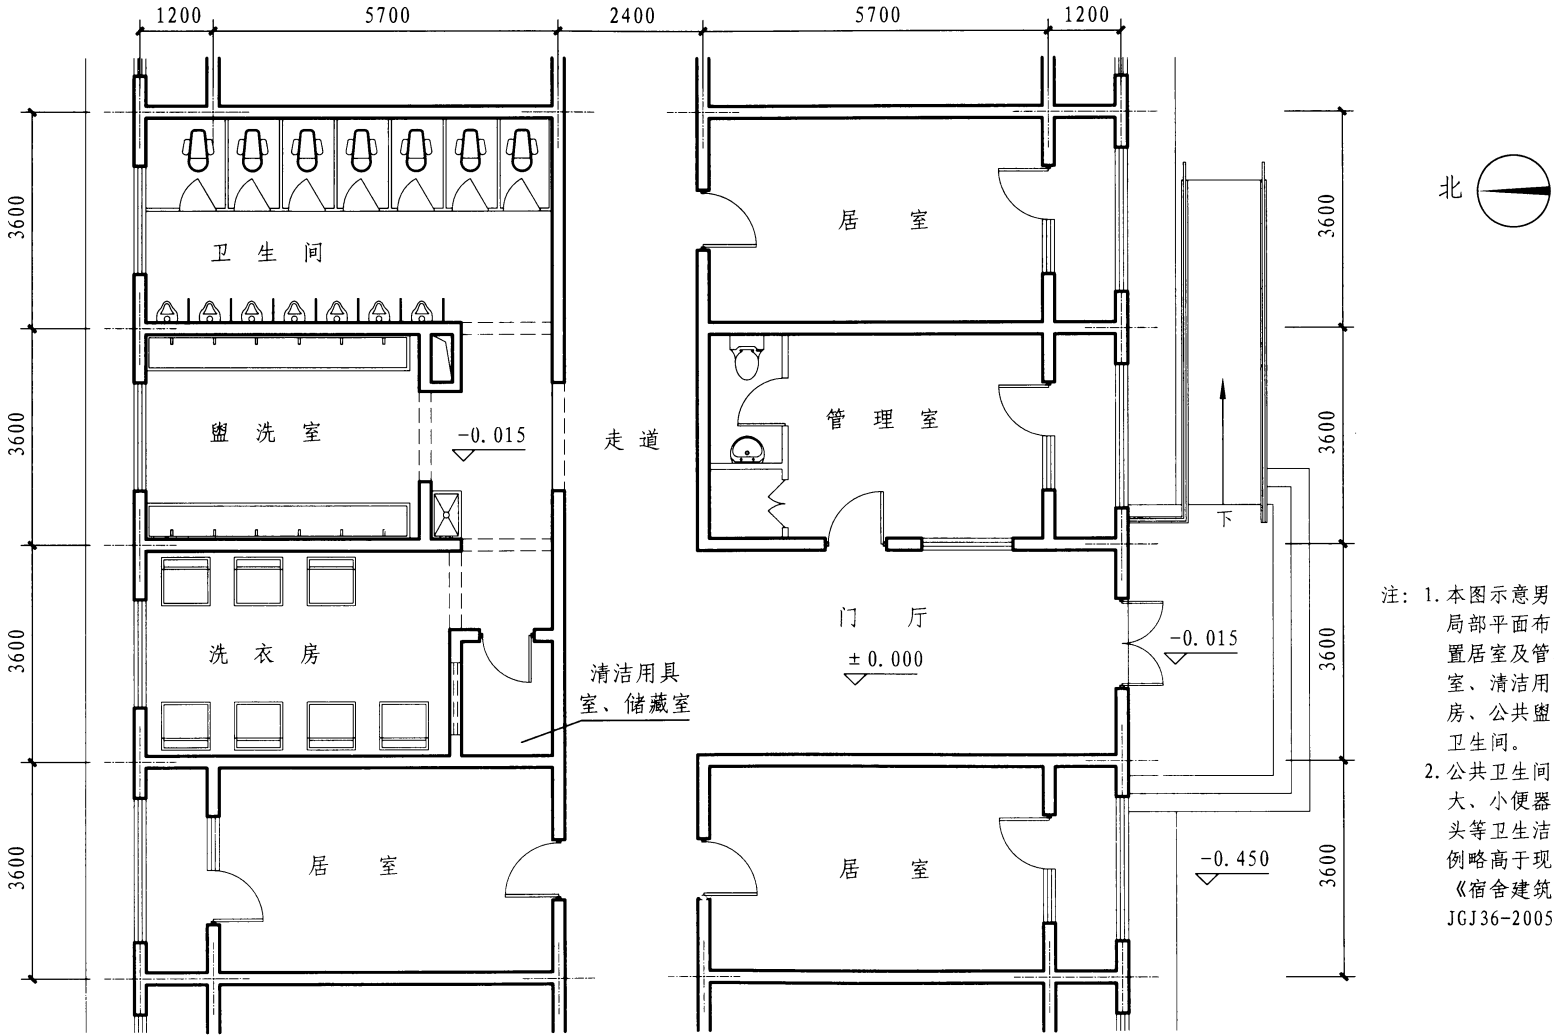 1200 5700 2400 5700 1200
3600
3600
3600
3600
3600
3600
3600
3600
北
卫生间
居室
盥洗室
-0.015
走道
管理室
下
洗衣房
清洁用具
室、储藏室
门厅
±0.000
-0.015
居室
居室
-0.450
注: 1.本图示意男
局部平面布
置居室及管
室、清洁用
房、公共盥
卫生间。
2.公共卫生间
大、小便器
头等卫生洁
例略高于现
《宿舍建筑
JGJ36-2005